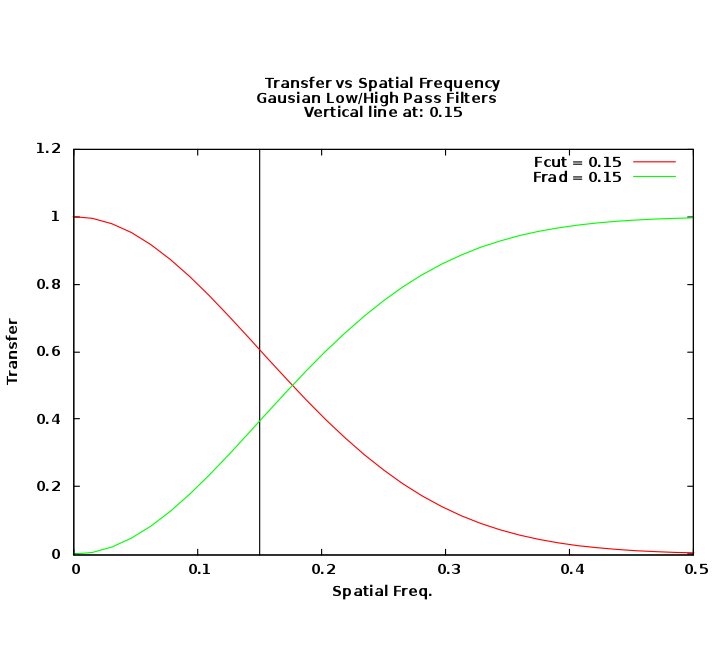 Transfer vs Spatial Frequency
Gausian Low/High Pass Filters
Vertical line at: 0.15
Fcut = 0.15
Frad = 0.15
1.2
1
0.8
0.6
0.4
0.2
0
Transfer
0 0.1 0.2 0.3 0.4 0.5
Spatial Freq.